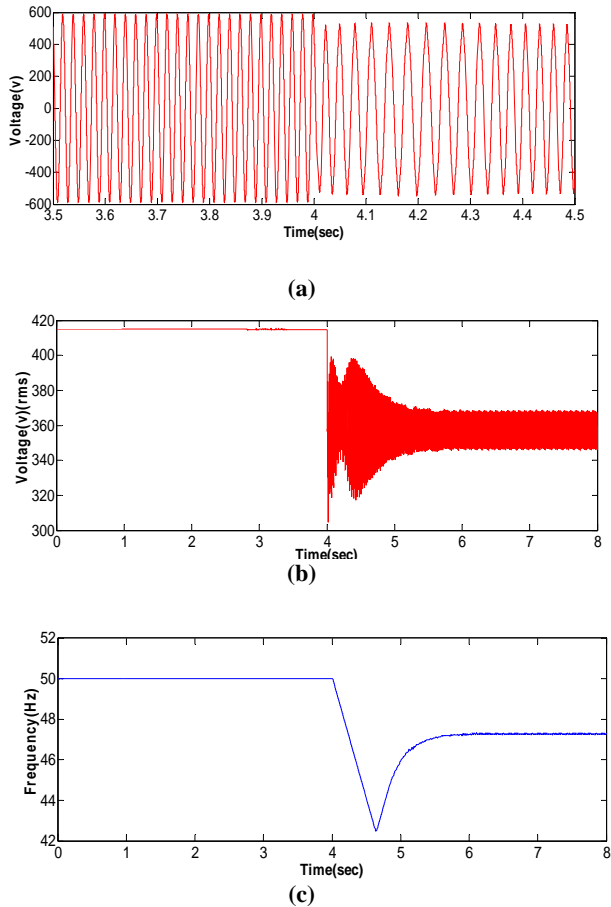 600
400
200
0
-200
-400
-600
Voltage(v)
3.5 3.6 3.7 3.8 3.9 4 4.1 4.2 4.3 4.4 4.5
Time(sec)
(a)
420
400
380
360
340
320
300
Voltage(v)(rms)
0 1 2 3 4 5 6 7 8
Time(sec)
(b)
52
50
48
46
44
42
Frequency(Hz)
0 1 2 3 4 5 6 7 8
Time(sec)
(c)